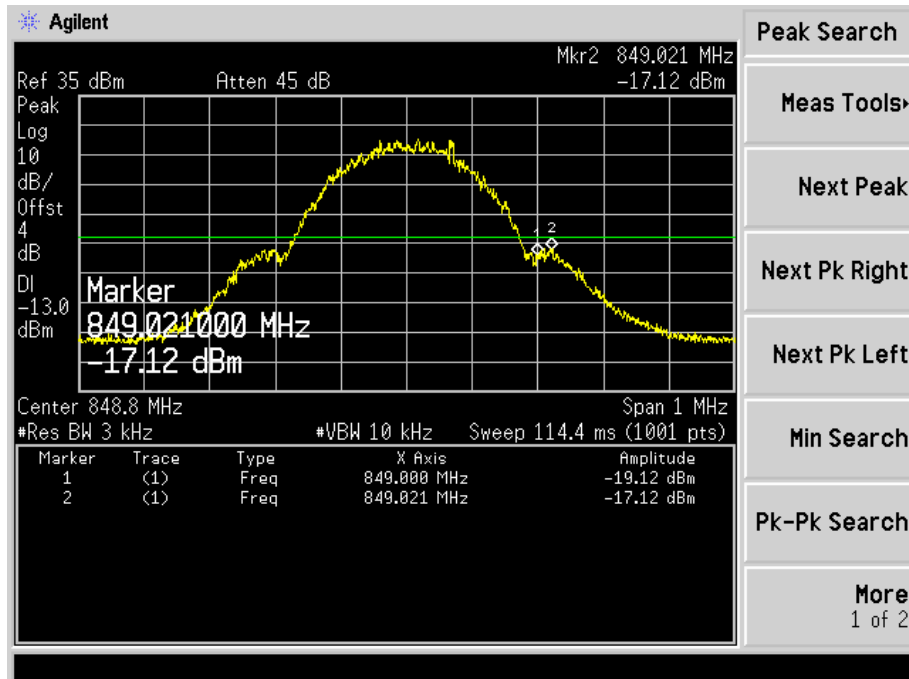 Agilent
Mkr2 849.021 MHz
Ref 35 dBm Atten 45 dB -17.12 dBm
Peak
Log
10
dB/
Offst
4
dB
DI
-13.0
dBm
1 2
Marker
849.021000 MHz
-17.12 dBm
Center 848.8 MHz Span 1 MHz
#Res BW 3 kHz #VBW 10 kHz Sweep 114.4 ms (1001 pts)
Marker Trace Type X Axis Amplitude
1 (1) Freq 849.000 MHz -19.12 dBm
2 (1) Freq 849.021 MHz -17.12 dBm
Peak Search
Meas Tools
Next Peak
Next Pk Right
Next Pk Left
Min Search
Pk-Pk Search
More
1 of 2